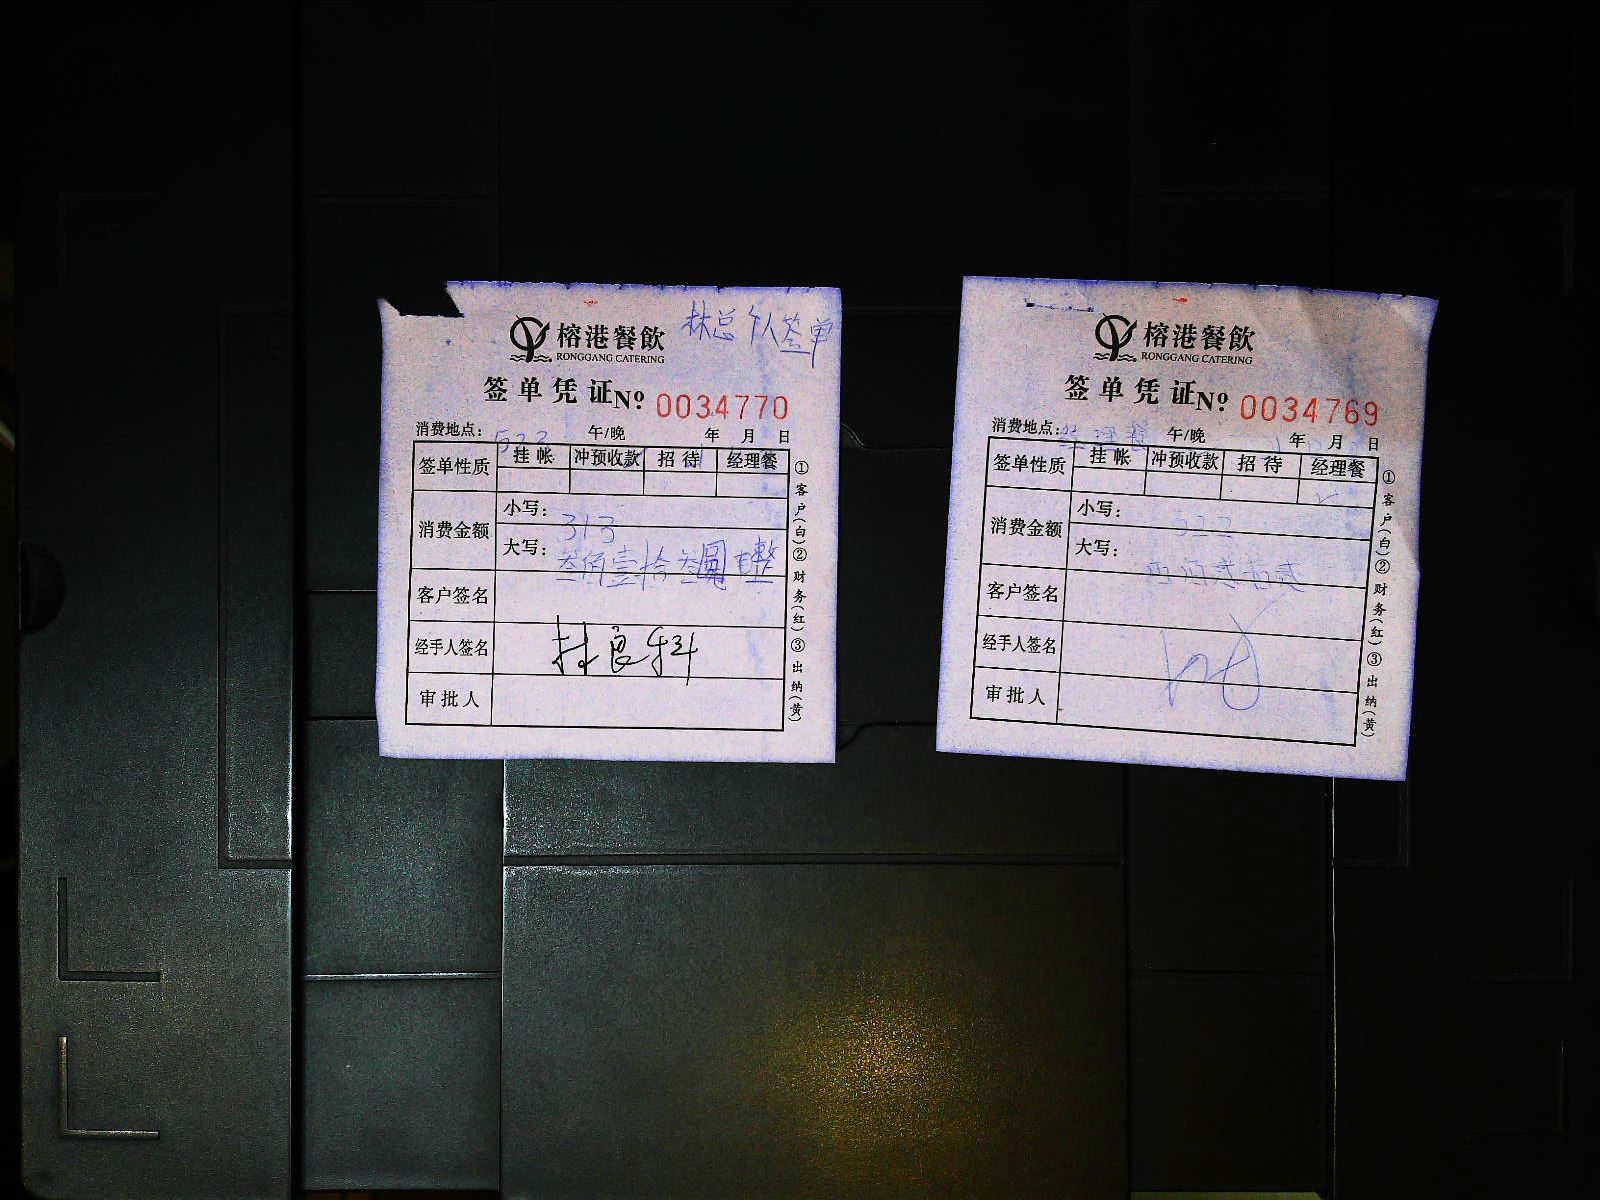 林总个人签单
榕港餐飲
RONGGANG CATERING
签单凭证 Nº 0034770
消费地点: 523 午/晚 年 月 日
签单性质 挂帐 冲预收款 招待 经理餐
消费金额 小写: 313
大写: 叁佰壹拾叁圆 整
客户签名
经手人签名
审批人
①客户(白)②财务(红)③出纳(黄)
榕港餐飲
RONGGANG CATERING
签单凭证 Nº 0034769
消费地点: 经理餐 午/晚 年 月 日
签单性质 挂帐 冲预收款 招待 经理餐
消费金额 小写:
大写:
客户签名
经手人签名
审批人
①客户(白)②财务(红)③出纳(黄)